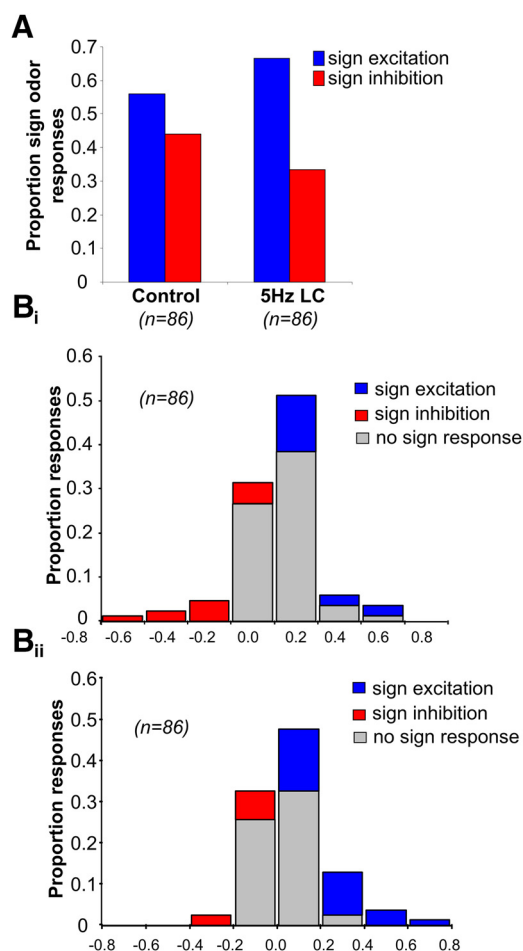 A
Proportion sign odor
responses
0.7
0.6
0.5
0.4
0.3
0.2
0.1
0
sign excitation
sign inhibition
Control
5Hz LC
(n=86)
(n=86)
Bi
Proportion responses
0.6
0.5
0.4
0.3
0.2
0.1
0
(n=86)
sign excitation
sign inhibition
no sign response
-0.8 -0.6 -0.4 -0.2 0.0 0.2 0.4 0.6 0.8
Bii
Proportion responses
0.6
0.5
0.4
0.3
0.2
0.1
0
(n=86)
sign excitation
sign inhibition
no sign response
-0.8 -0.6 -0.4 -0.2 0.0 0.2 0.4 0.6 0.8